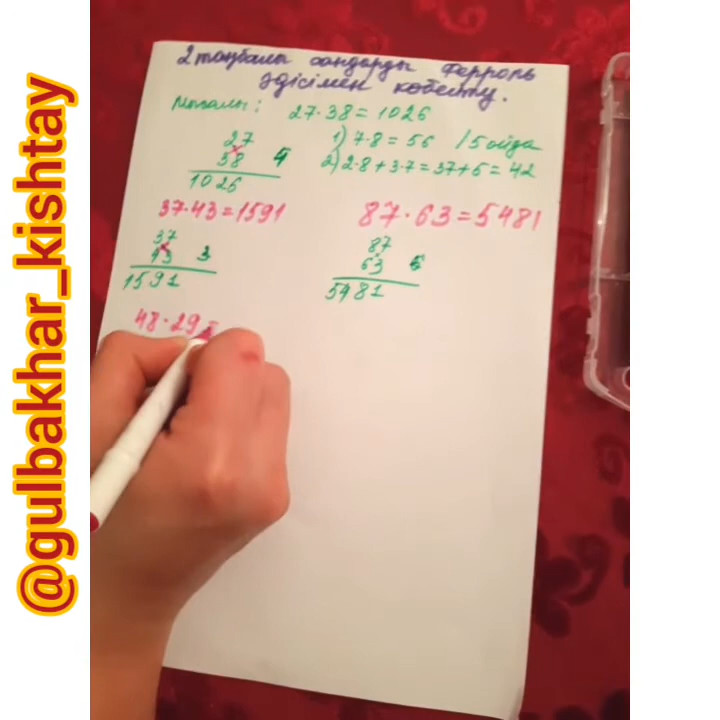 2 таңбалы сандарды Ферроль
әдісімен көбейту.
Мысалы: 27·38=1026
27
38 5
1026
1) 7·8=56 /5 ойда
2) 2·8+3·7=37+5=42
37·43=1591
37
43 3
1591
87·63=5481
87
63 5
5481
48·29=
@gulbakhar_kishtay